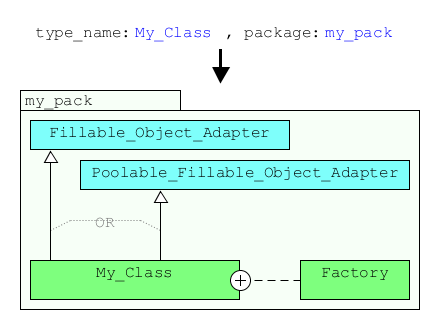 type_name: My_Class , package: my_pack
my_pack
Fillable_Object_Adapter
Poolable_Fillable_Object_Adapter
OR
My_Class
Factory